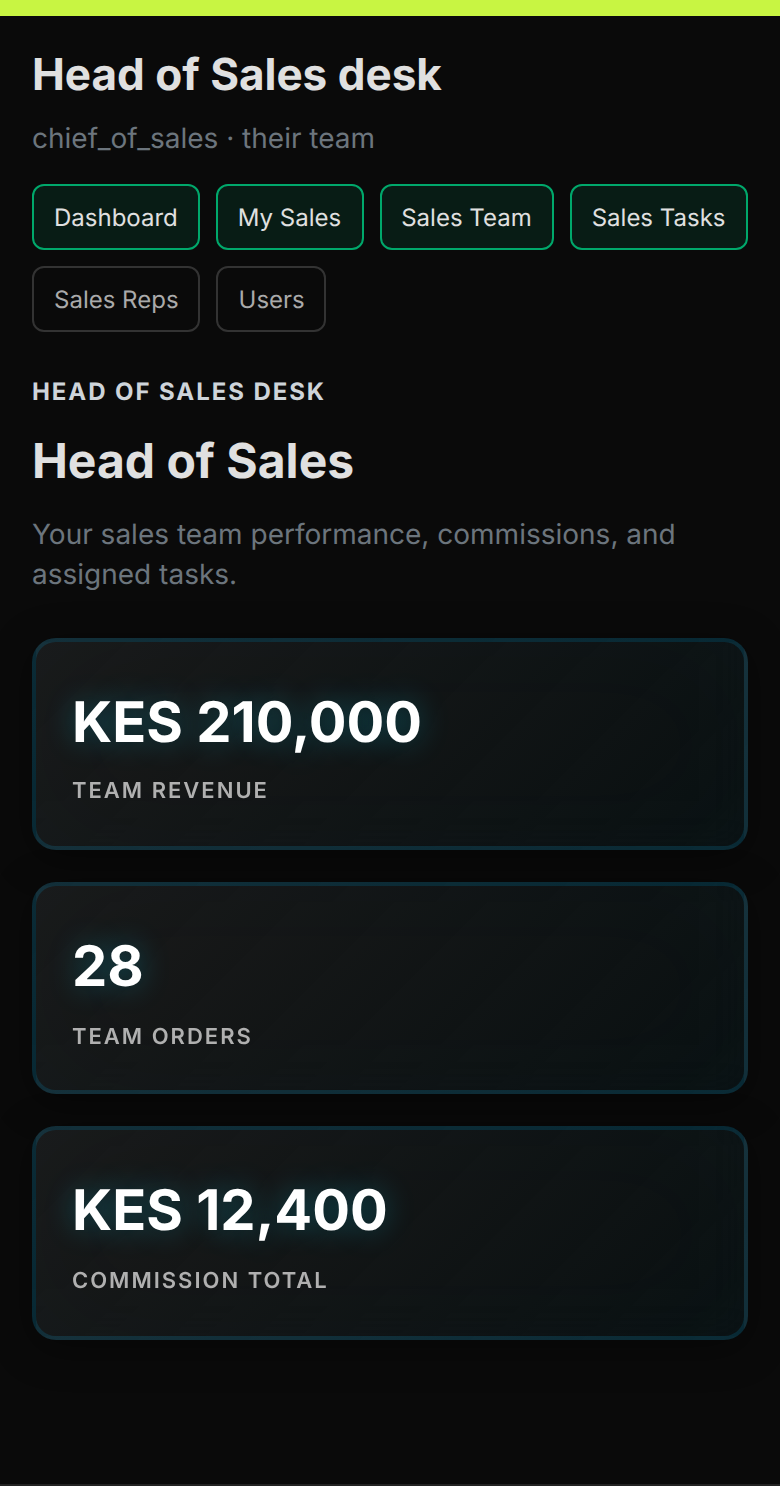 Head of Sales desk
chief_of_sales · their team
Dashboard
My Sales
Sales Team
Sales Tasks
Sales Reps
Users
HEAD OF SALES DESK
Head of Sales
Your sales team performance, commissions, and
assigned tasks.
KES 210,000
TEAM REVENUE
28
TEAM ORDERS
KES 12,400
COMMISSION TOTAL